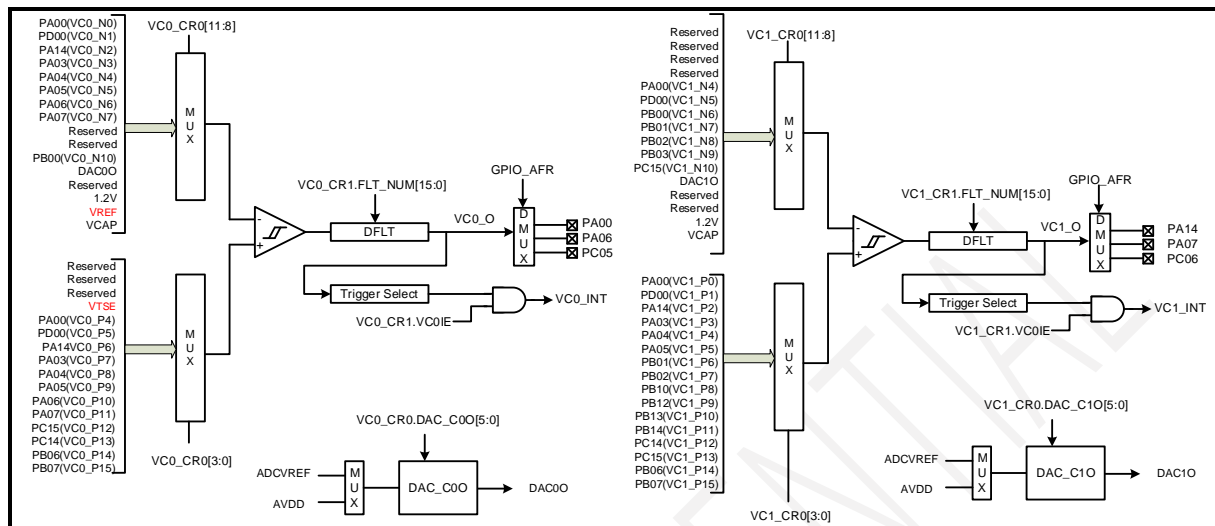 VC0_CR0[11:8]
PA00(VC0_N0)
PD00(VC0_N1)
PA14(VC0_N2)
PA03(VC0_N3)
PA04(VC0_N4)
PA05(VC0_N5)
PA06(VC0_N6)
PA07(VC0_N7)
Reserved
Reserved
PB00(VC0_N10)
DAC0O
Reserved
1.2V
VREF
VCAP
M
U
X
-
+
VC0_CR1.FLT_NUM[15:0]
DFLT
VC0_O
GPIO_AFR
D
M
U
X
PA00
PA06
PC05
Trigger Select
VC0_CR1.VC0IE
VC0_INT
Reserved
Reserved
Reserved
VTSE
PA00(VC0_P4)
PD00(VC0_P5)
PA14VC0_P6)
PA03(VC0_P7)
PA04(VC0_P8)
PA05(VC0_P9)
PA06(VC0_P10)
PA07(VC0_P11)
PC15(VC0_P12)
PC14(VC0_P13)
PB06(VC0_P14)
PB07(VC0_P15)
M
U
X
VC0_CR0[3:0]
VC0_CR0.DAC_C0O[5:0]
ADCVREF
AVDD
M
U
X
DAC_C0O
DAC0O
VC1_CR0[11:8]
Reserved
Reserved
Reserved
Reserved
PA00(VC1_N4)
PD00(VC1_N5)
PB00(VC1_N6)
PB01(VC1_N7)
PB02(VC1_N8)
PB03(VC1_N9)
PC15(VC1_N10)
DAC1O
Reserved
Reserved
1.2V
VCAP
M
U
X
-
+
VC1_CR1.FLT_NUM[15:0]
DFLT
VC1_O
GPIO_AFR
D
M
U
X
PA14
PA07
PC06
Trigger Select
VC1_CR1.VC0IE
VC1_INT
PA00(VC1_P0)
PD00(VC1_P1)
PA14(VC1_P2)
PA03(VC1_P3)
PA04(VC1_P4)
PA05(VC1_P5)
PB01(VC1_P6)
PB02(VC1_P7)
PB10(VC1_P8)
PB12(VC1_P9)
PB13(VC1_P10)
PB14(VC1_P11)
PC14(VC1_P12)
PC15(VC1_P13)
PB06(VC1_P14)
PB07(VC1_P15)
M
U
X
VC1_CR0[3:0]
VC1_CR0.DAC_C1O[5:0]
ADCVREF
AVDD
M
U
X
DAC_C1O
DAC1O
ENTIAL